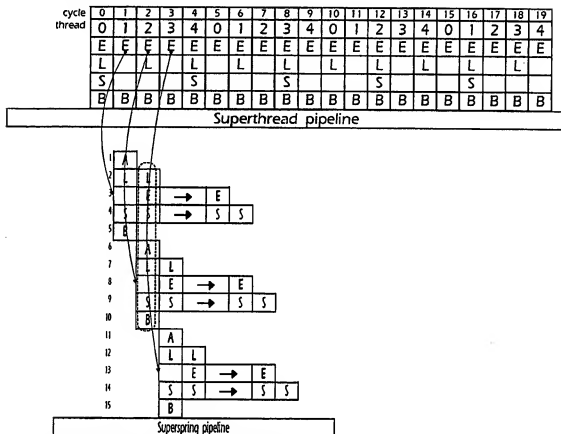 cycle 0 1 2 3 4 5 6 7 8 9 10 11 12 13 14 15 16 17 18 19
thread 0 1 2 3 4 0 1 2 3 4 0 1 2 3 4 0 1 2 3 4
E E E E E E E E E E E E E E E E E E E E
L L L L L L L L L L
S S S S S
B B B B B B B B B B B B B B B B B B B B
Superthread pipeline
1 A
2 L L
3 E → E
4 S S → S S
5 B
6 A
7 L L
8 E → E
9 S S → S S
10 B
11 A
12 L L
13 E → E
14 S S → S S
15 B
Superspring pipeline